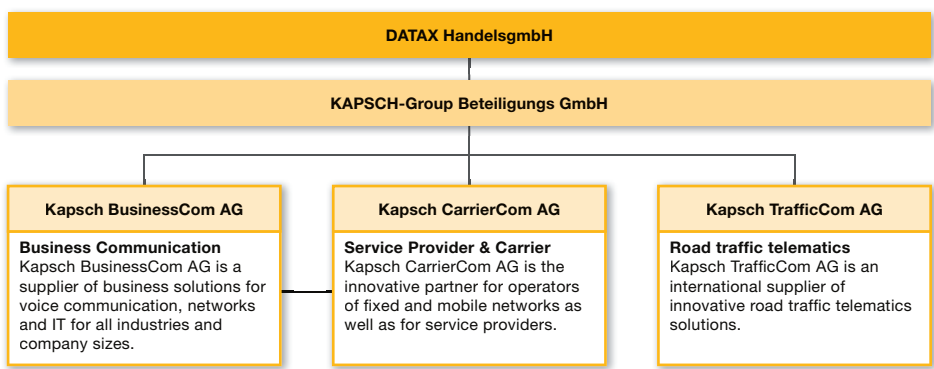 DATAX HandelsgmbH
KAPSCH-Group Beteiligungs GmbH
Kapsch BusinessCom AG
Business Communication
Kapsch BusinessCom AG is a
supplier of business solutions for
voice communication, networks
and IT for all industries and
company sizes.
Kapsch CarrierCom AG
Service Provider & Carrier
Kapsch CarrierCom AG is the
innovative partner for operators
of fixed and mobile networks as
well as for service providers.
Kapsch TrafficCom AG
Road traffic telematics
Kapsch TrafficCom AG is an
international supplier of
innovative road traffic telematics
solutions.